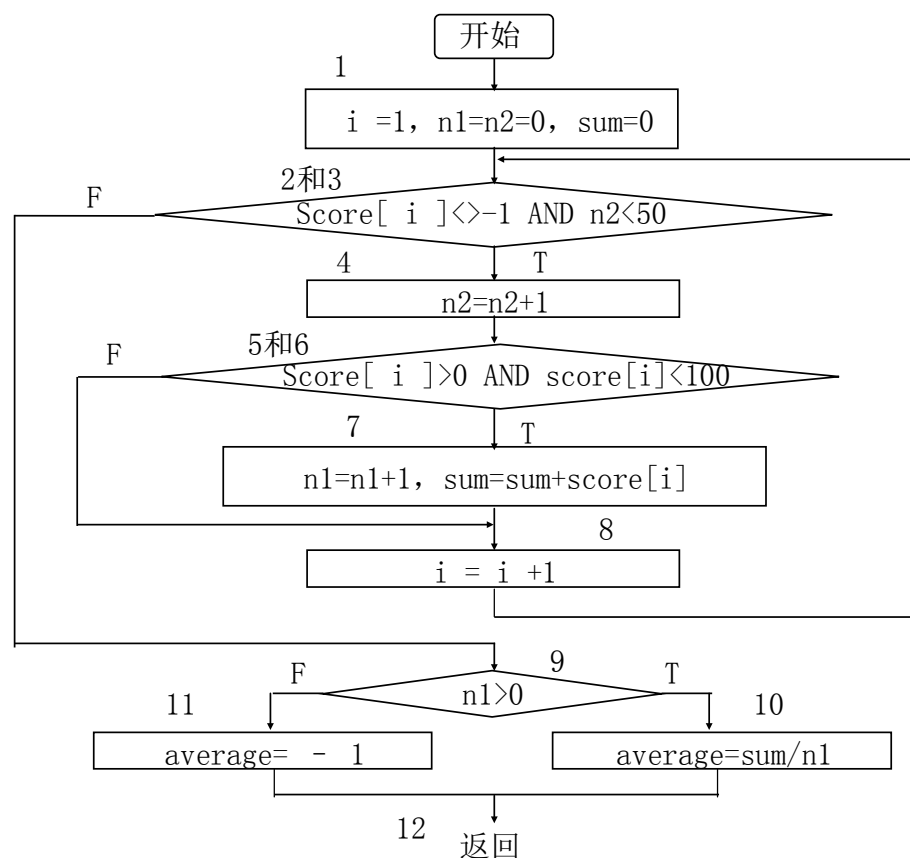 开始
1
i =1, n1=n2=0, sum=0
F
2和3
Score[ i ]<>-1 AND n2<50
4
T
n2=n2+1
F
5和6
Score[ i ]>0 AND score[i]<100
7
T
n1=n1+1, sum=sum+score[i]
8
i = i +1
F
9
T
n1>0
11
10
average= - 1
average=sum/n1
12
返回